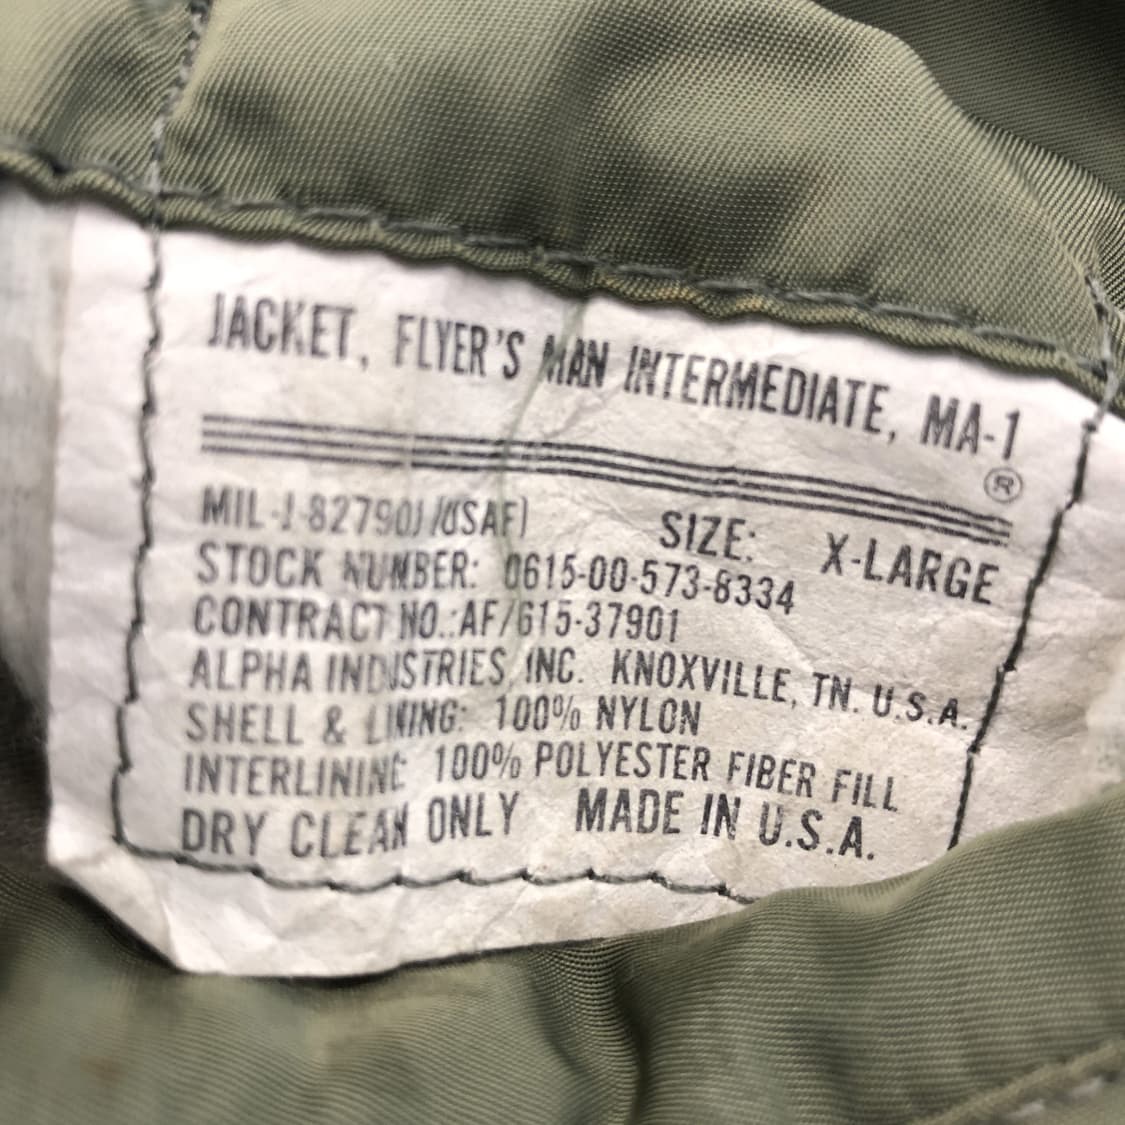 JACKET, FLYER'S MAN INTERMEDIATE, MA-1
®
MIL-J-82790J/(USAF) SIZE: X-LARGE
STOCK NUMBER: 0615-00-573-8334
CONTRACT NO.:AF/615-37901
ALPHA INDUSTRIES INC. KNOXVILLE, TN. U.S.A.
SHELL & LINING: 100% NYLON
INTERLINING 100% POLYESTER FIBER FILL
DRY CLEAN ONLY MADE IN U.S.A.